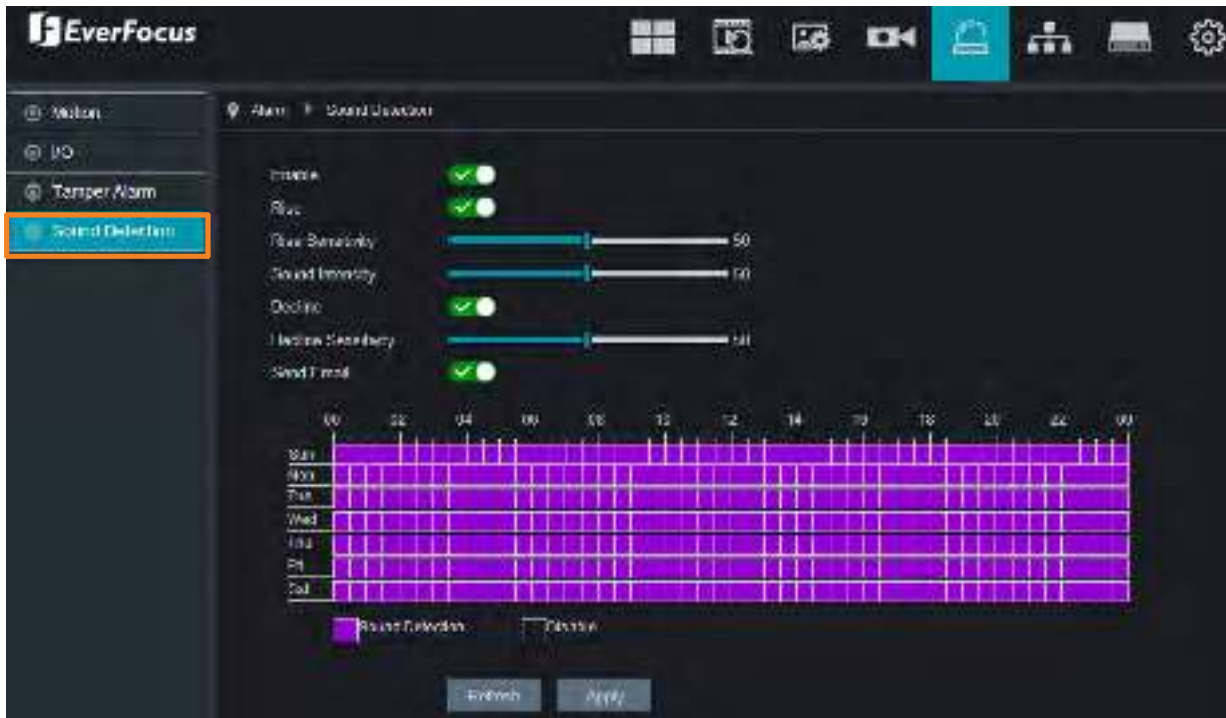 EverFocus
Motion
I/O
Tamper Alarm
Sound Detection
Alarm Sound Detection
Enable
Rise
Rise Sensitivity 50
Sound Intensity 50
Decline
Decline Sensitivity 50
Send Email
00 02 04 06 08 10 12 14 16 18 20 22 00
Sun
Mon
Tue
Wed
Thu
Fri
Sat
Sound Detection Disable
Refresh Apply